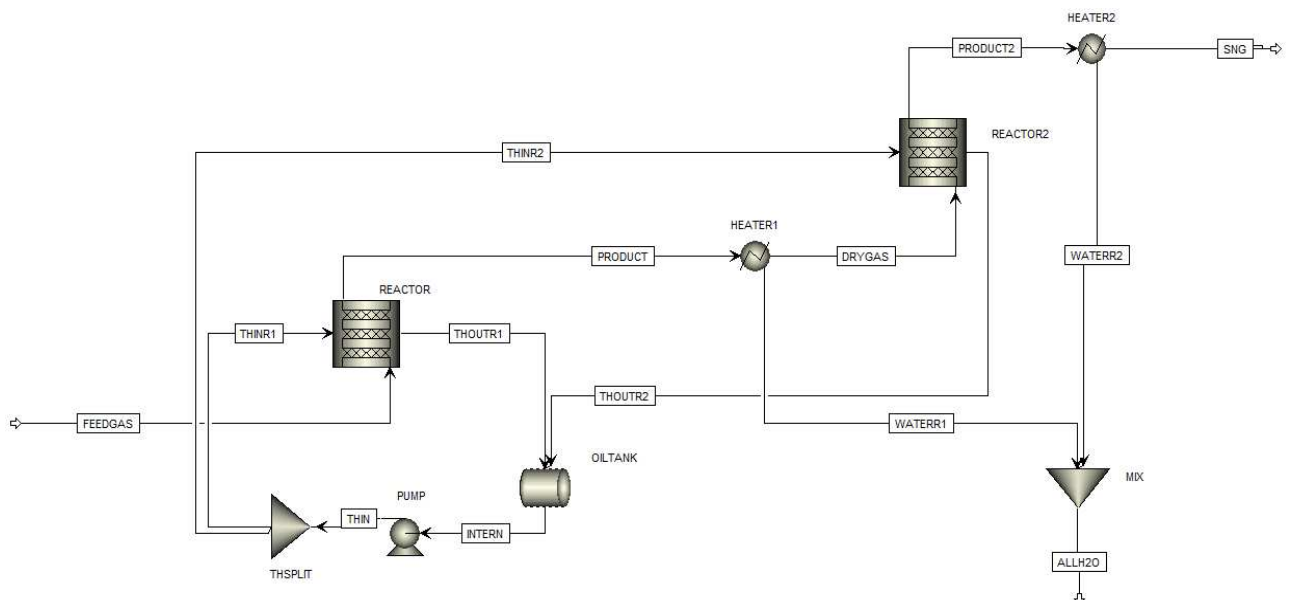 HEATER2
PRODUCT2
SNG
REACTOR2
THINR2
HEATER1
PRODUCT
DRYGAS
WATERR2
REACTOR
THINR1
THOUTR1
THOUTR2
FEEDGAS
WATERR1
OILTANK
MIX
PUMP
THIN
INTERN
ALLH2O
THSPLIT